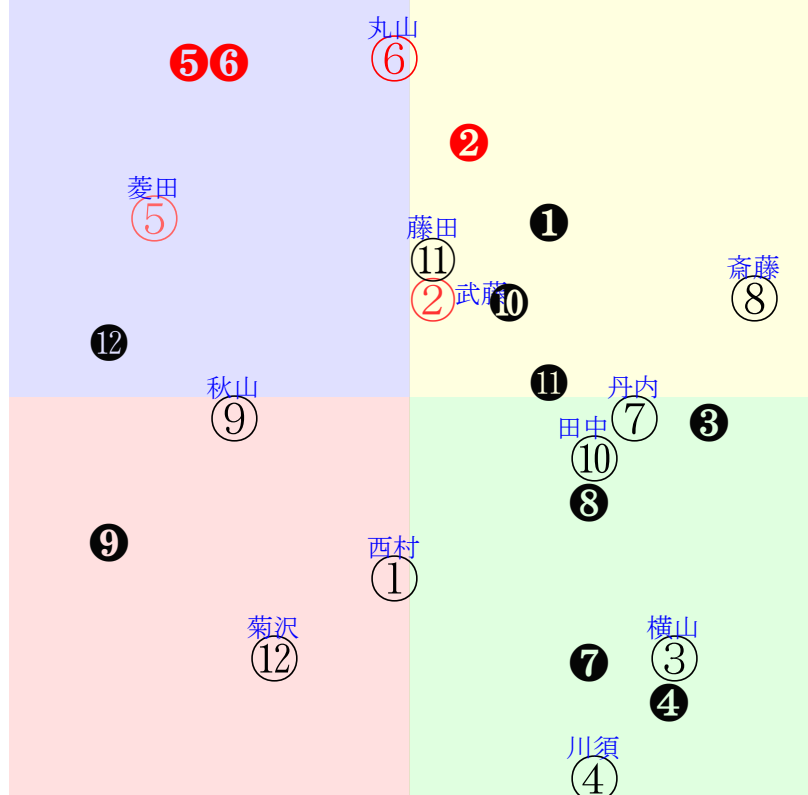 丸山
⑥
❺❻
❷
菱田
⑤
❶
藤田
⑪
斎藤
⑧
② 武藤
❿
⓬
⓫
秋山
⑨
丹内
⑦
❸
田中
⑩
❽
❾
西村
①
菊沢
⑫
横山
③
❼
❹
川須
④